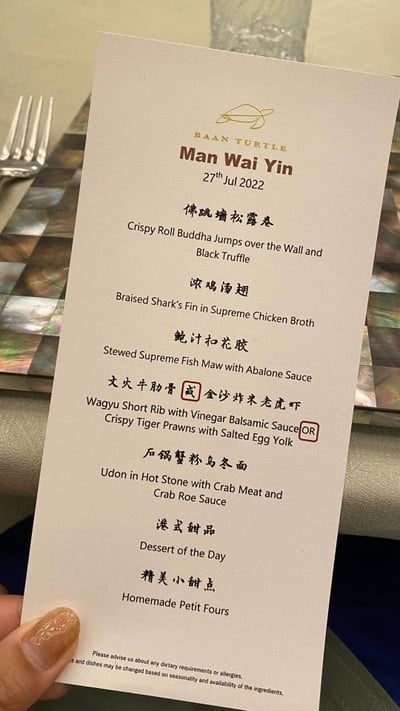 BAAN TURTLE
Man Wai Yin
27th Jul 2022
佛跳墙松露卷
Crispy Roll Buddha Jumps over the Wall and
Black Truffle
浓鸡汤翅
Braised Shark's Fin in Supreme Chicken Broth
鲍汁扣花胶
Stewed Supreme Fish Maw with Abalone Sauce
文火牛肋骨 或 金沙炸米老虎虾
Wagyu Short Rib with Vinegar Balsamic Sauce OR
Crispy Tiger Prawns with Salted Egg Yolk
石锅蟹粉乌冬面
Udon in Hot Stone with Crab Meat and
Crab Roe Sauce
港式甜品
Dessert of the Day
精美小甜点
Homemade Petit Fours
Please advise us about any dietary requirements or allergies.
s and dishes may be changed based on seasonality and availability of the ingredients.